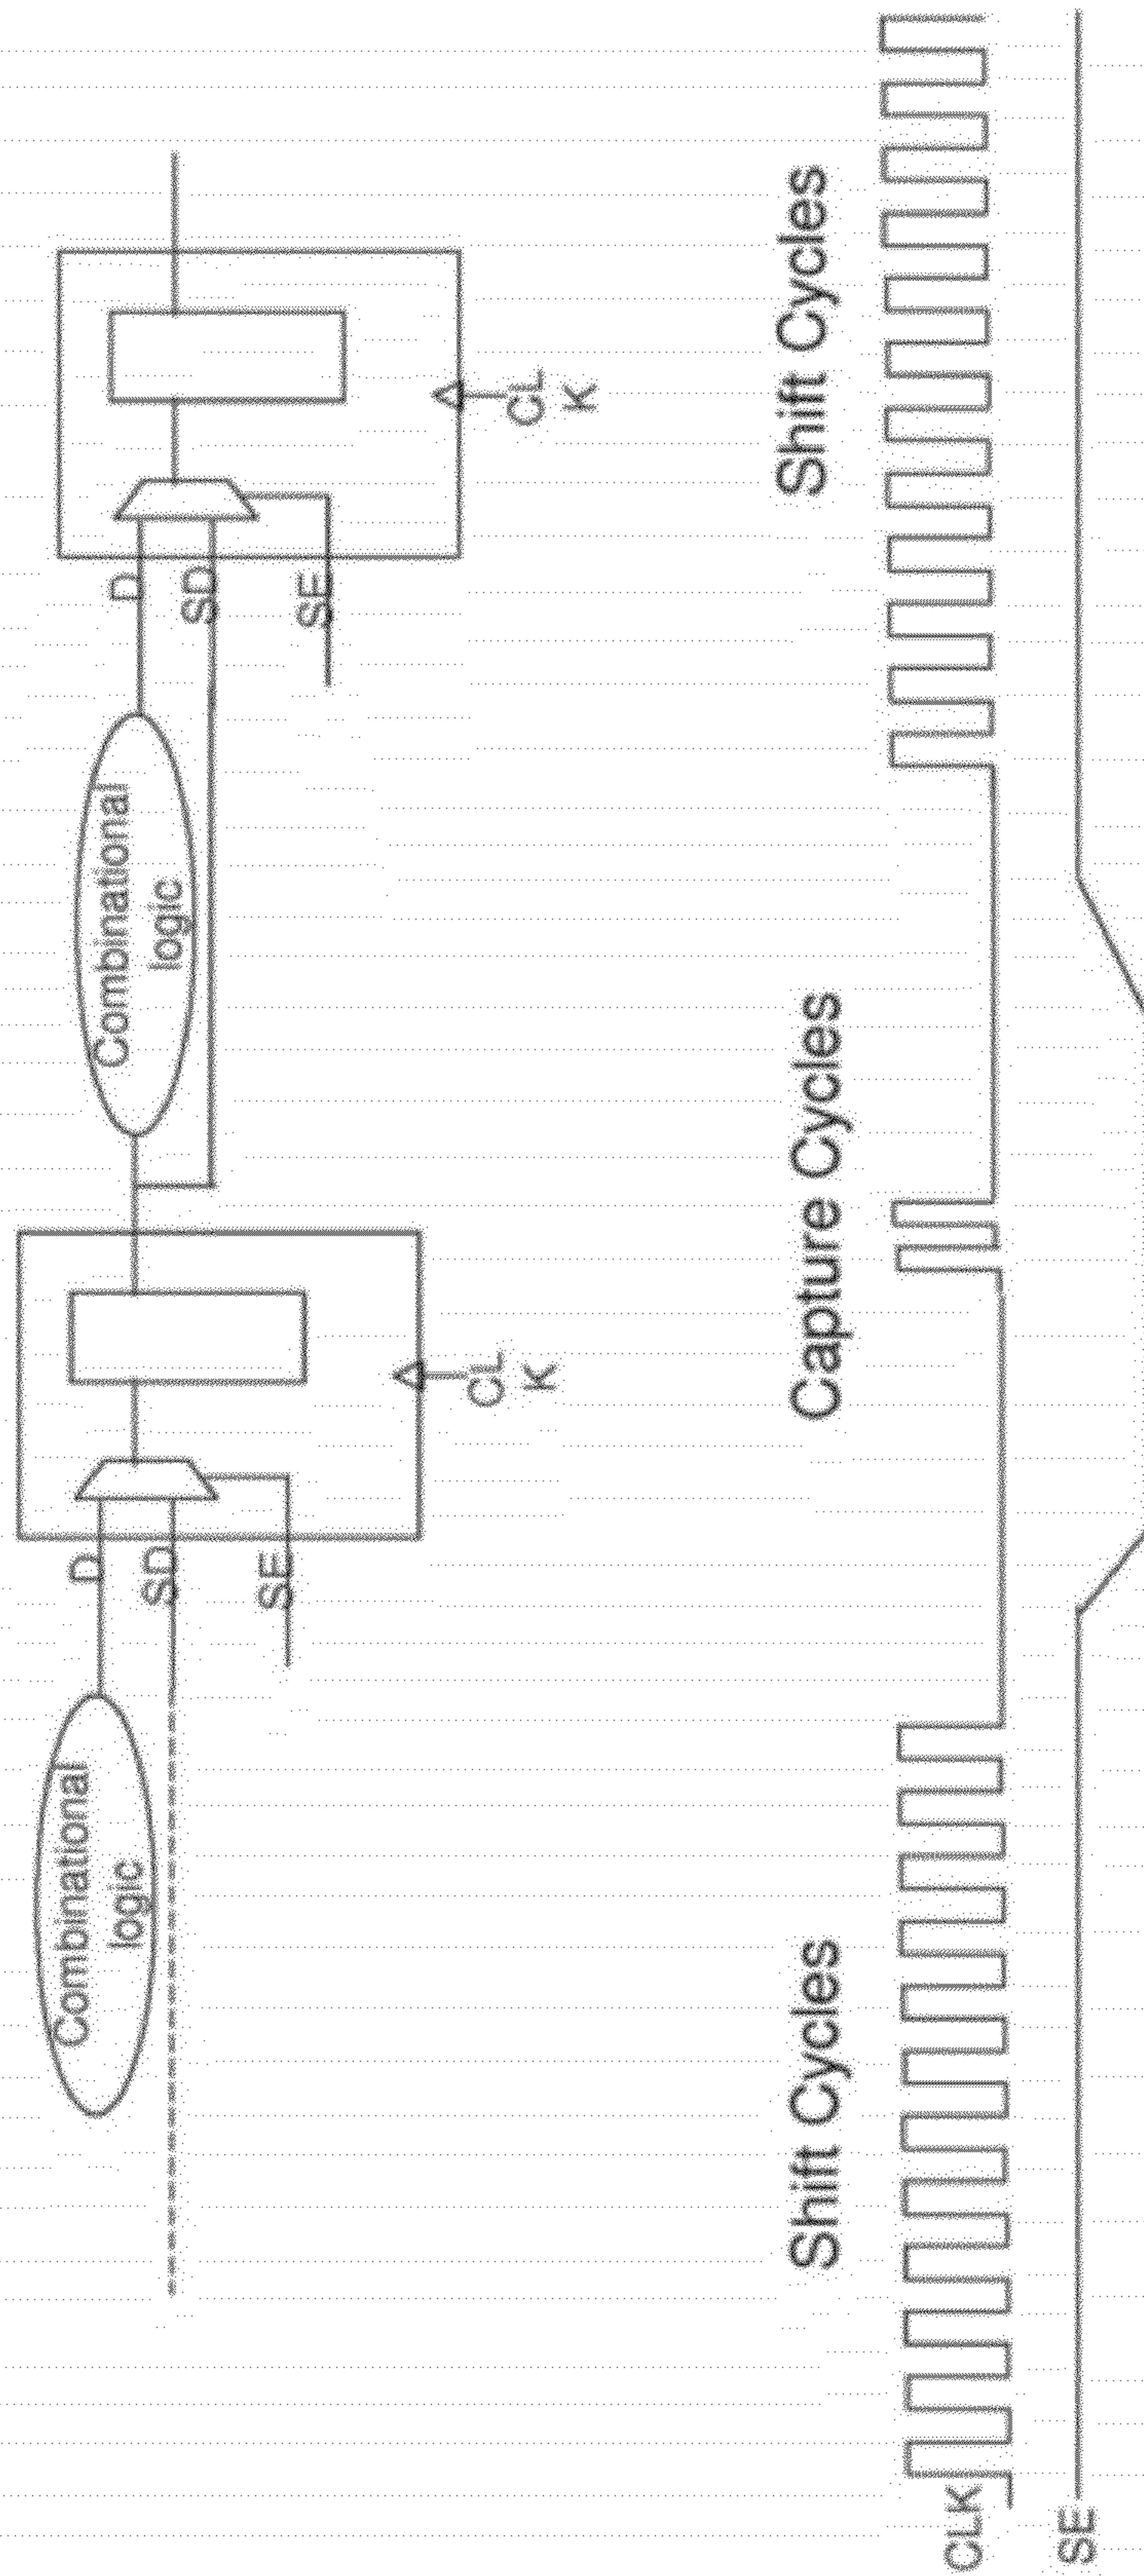 Combinational
logic
D
SD
SE
CL
K
Combinational
logic
D
SD
SE
CL
K
Shift Cycles
Capture Cycles
Shift Cycles
CLK
SE